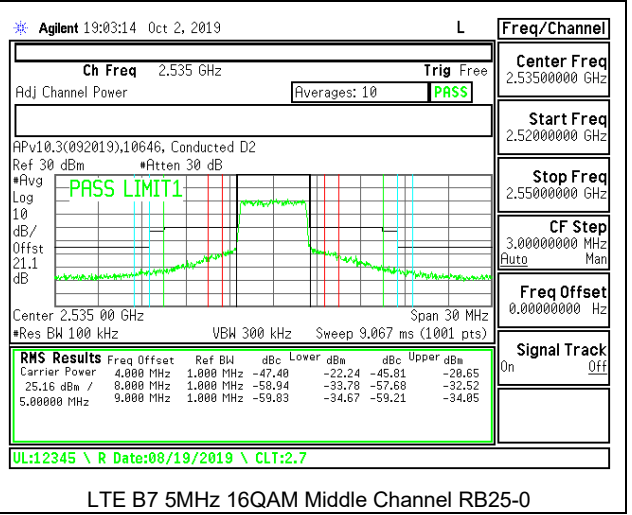 Agilent 19:03:14 Oct 2, 2019 L Freq/Channel
Ch Freq 2.535 GHz Trig Free
Adj Channel Power Averages: 10 PASS
Center Freq
2.53500000 GHz
Start Freq
2.52000000 GHz
Stop Freq
2.55000000 GHz
CF Step
3.00000000 MHz
Auto Man
Freq Offset
0.00000000 Hz
Signal Track
On Off
APv10.3(092019),10646, Conducted D2
Ref 30 dBm #Atten 30 dB
#Avg
Log
10
dB/
Offst
21.1
dB
PASS LIMIT1
Center 2.535 00 GHz Span 30 MHz
#Res BW 100 kHz VBW 300 kHz Sweep 9.067 ms (1001 pts)
RMS Results Freq Offset Ref BW dBc Lower dBm dBc Upper dBm
Carrier Power 4.000 MHz 1.000 MHz -47.40 -22.24 -45.81 -20.65
25.16 dBm / 8.000 MHz 1.000 MHz -58.94 -33.78 -57.68 -32.52
5.00000 MHz 9.000 MHz 1.000 MHz -59.83 -34.67 -59.21 -34.05
UL:12345 \ R Date:08/19/2019 \ CLT:2.7
LTE B7 5MHz 16QAM Middle Channel RB25-0